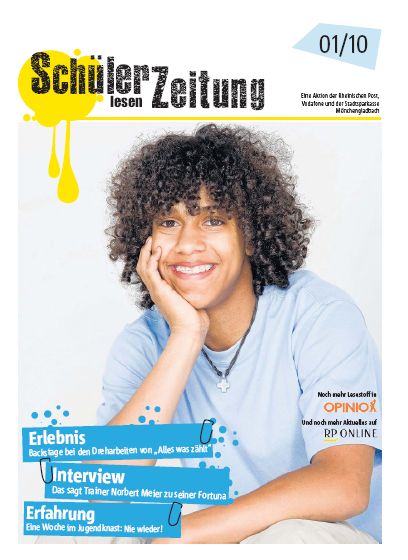 01/10
Schüler
lesen Zeitung
Eine Aktion der Rheinischen Post,
Vodafone und der Stadtsparkasse
Mönchengladbach
Noch mehr Lesestoff in
OPINIO
Und noch mehr Aktuelles auf
RP ONLINE
Erlebnis
Backstage bei den Dreharbeiten von „Alles was zählt“
Interview
Das sagt Trainer Norbert Meier zu seiner Fortuna
Erfahrung
Eine Woche im Jugendknast: Nie wieder!